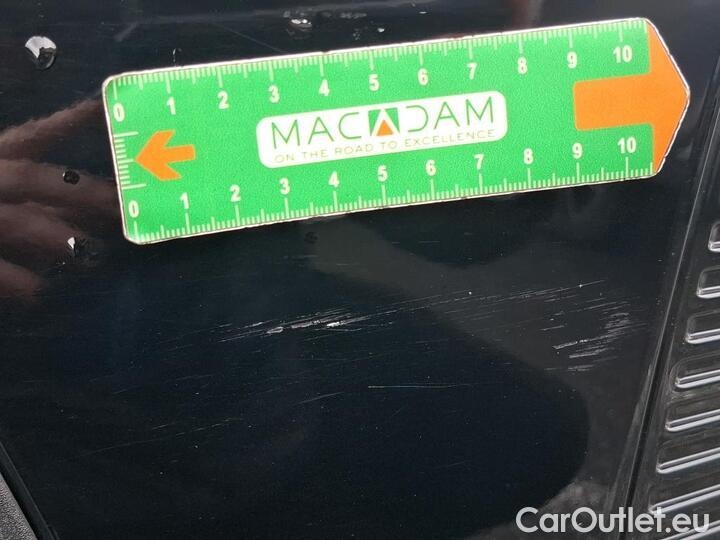 0 1 2 3 4 5 6 7 8 9 10
MACADAM
ON THE ROAD TO EXCELLENCE
0 1 2 3 4 5 6 7 8 9 10
CarOutlet.eu